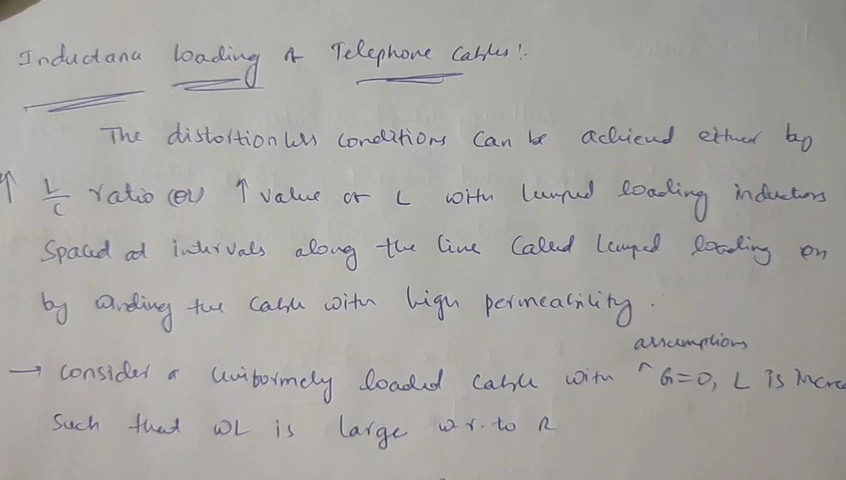 Inductance Loading of Telephone Cables:-
The distortionless conditions can be achieved either by
↑ L/C ratio (or) ↑ value of L with lumped loading inductors
spaced at intervals along the line called lumped loading or
by winding the cable with high permeability.
assumptions
→ consider a uniformely loaded cable with ^ G=0, L is incre
such that ωL is large w.r.to R